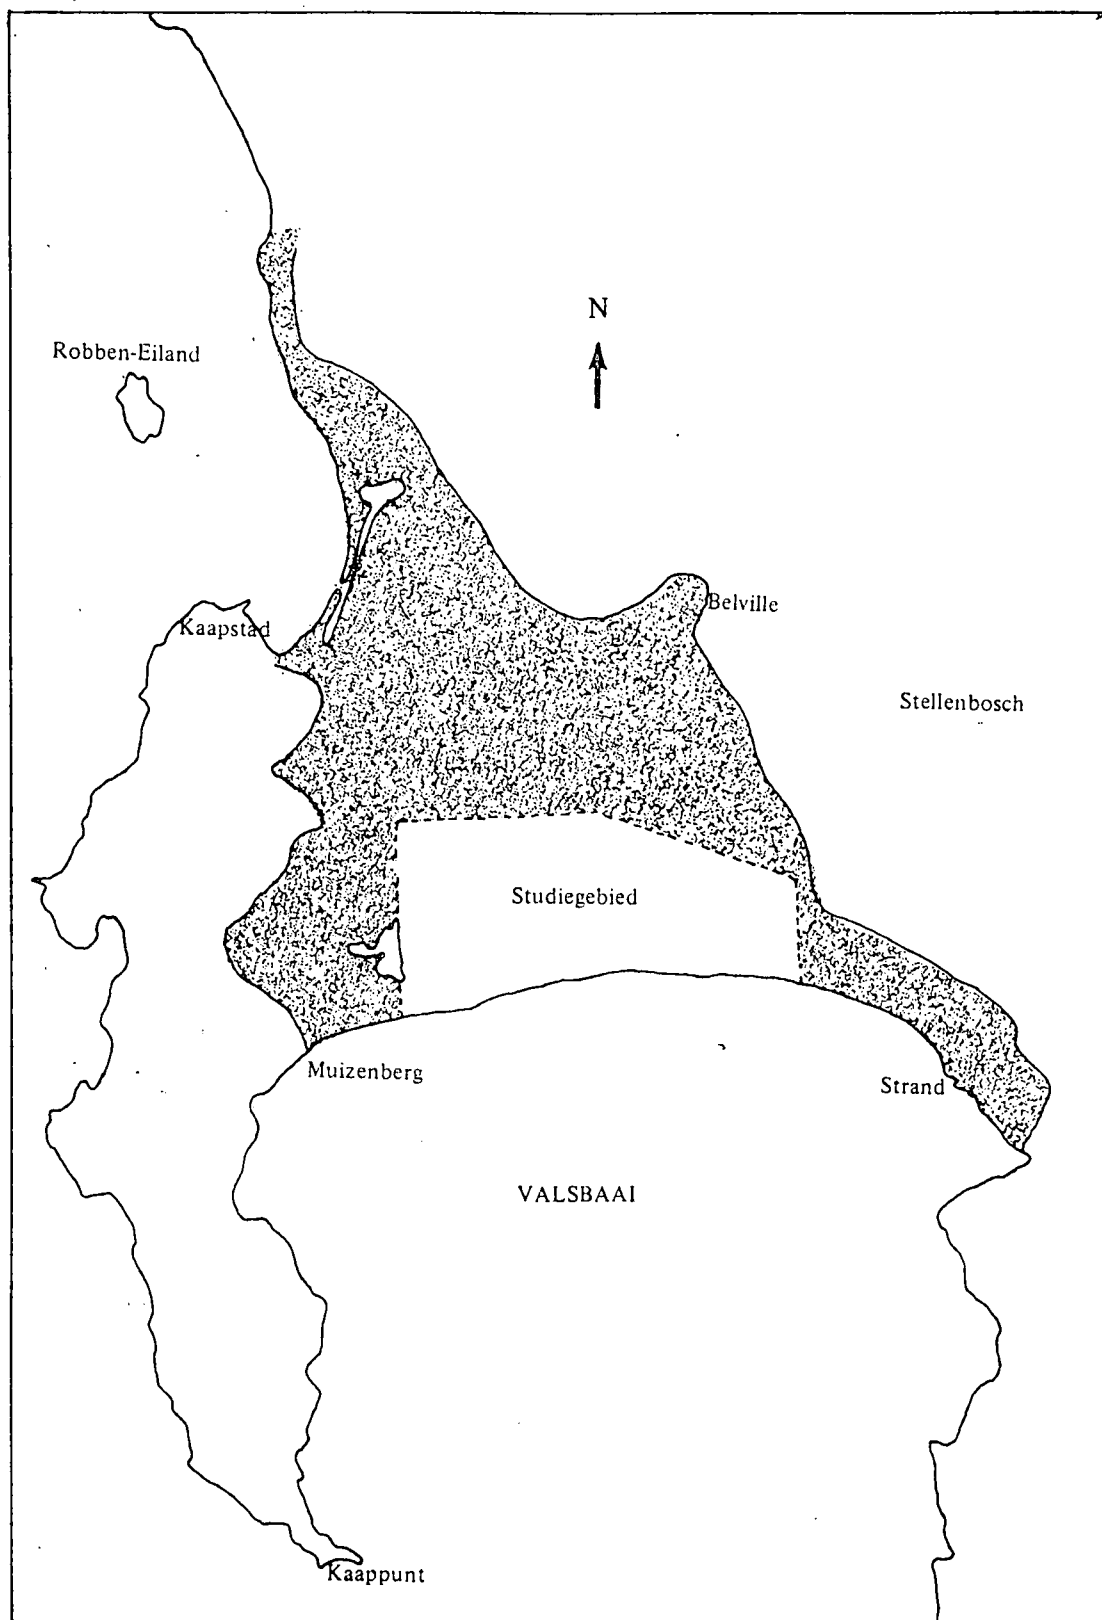 N
Robben-Eiland
Belville
Kaapstad
Stellenbosch
Studiegebied
Muizenberg
Strand
VALSBAAI
Kaappunt